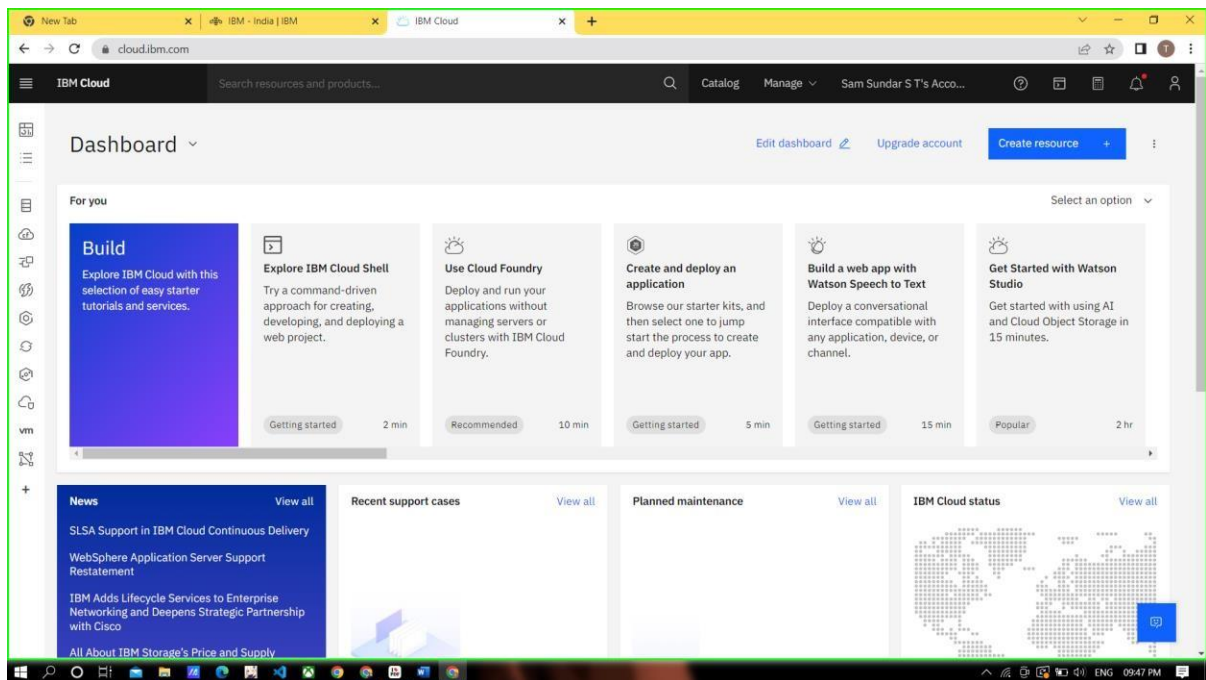 New Tab
IBM - India | IBM
IBM Cloud
cloud.ibm.com
T
IBM Cloud
Search resources and products...
Catalog
Manage
Sam Sundar S T's Acco...
Dashboard
Edit dashboard
Upgrade account
Create resource +
For you
Select an option
Build
Explore IBM Cloud with this
selection of easy starter
tutorials and services.
Explore IBM Cloud Shell
Try a command-driven
approach for creating,
developing, and deploying a
web project.
Getting started
2 min
Use Cloud Foundry
Deploy and run your
applications without
managing servers or
clusters with IBM Cloud
Foundry.
Recommended
10 min
Create and deploy an
application
Browse our starter kits, and
then select one to jump
start the process to create
and deploy your app.
Getting started
5 min
Build a web app with
Watson Speech to Text
Deploy a conversational
interface compatible with
any application, device, or
channel.
Getting started
15 min
Get Started with Watson
Studio
Get started with using AI
and Cloud Object Storage in
15 minutes.
Popular
2 hr
vm
News
View all
SLSA Support in IBM Cloud Continuous Delivery
WebSphere Application Server Support
Restatement
IBM Adds Lifecycle Services to Enterprise
Networking and Deepens Strategic Partnership
with Cisco
All About IBM Storage's Price and Supply
Recent support cases
View all
Planned maintenance
View all
IBM Cloud status
View all
ENG
09:47 PM